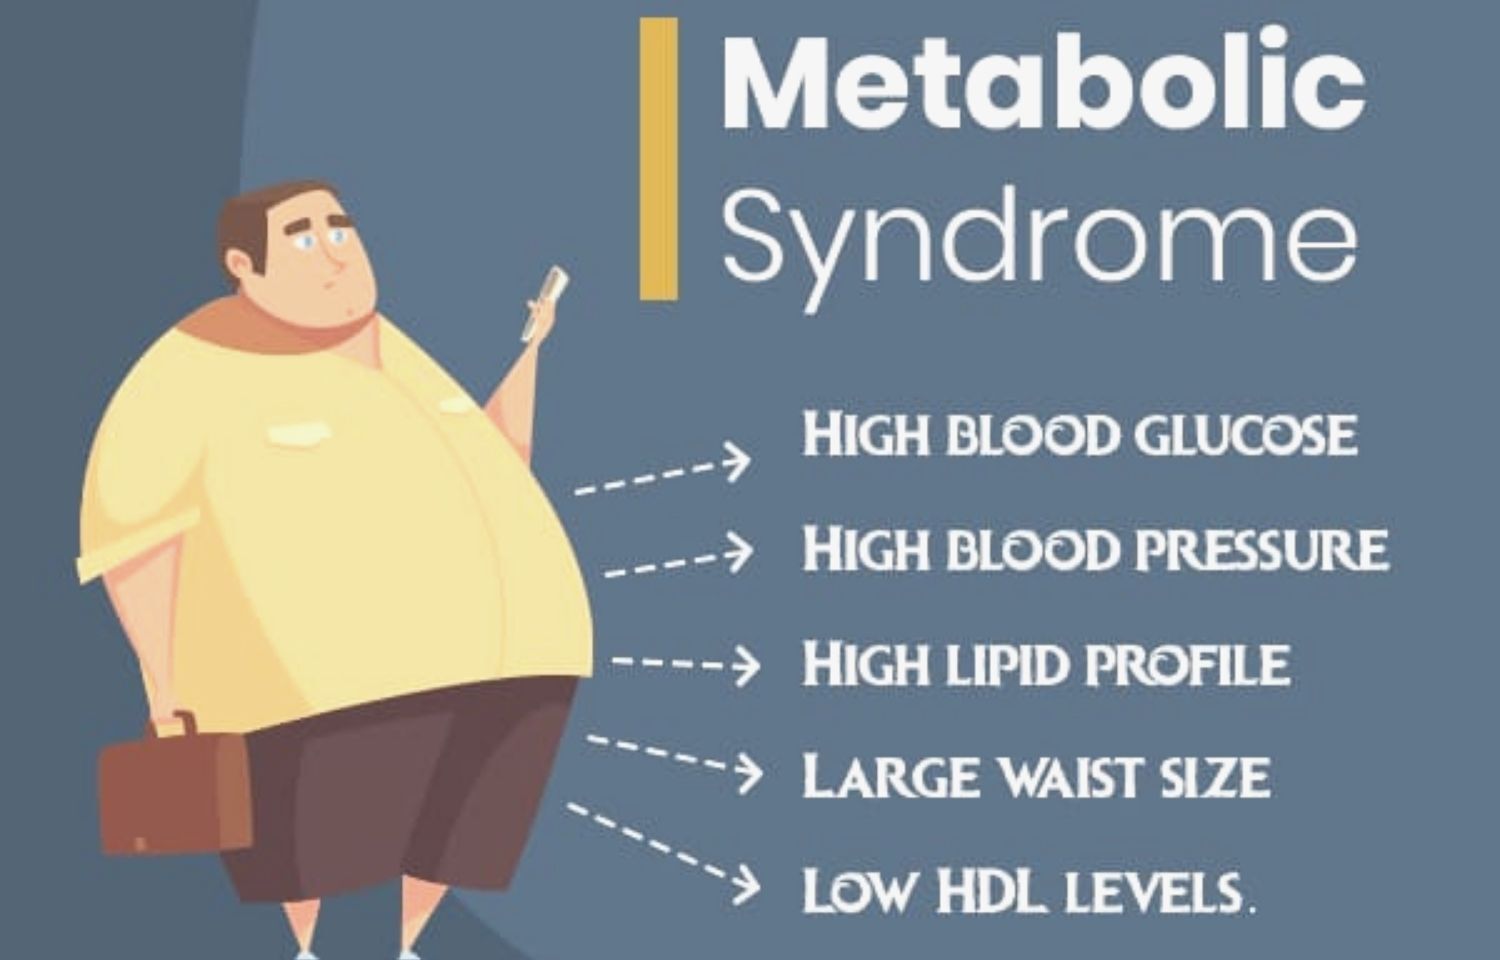 Metabolic
Syndrome
HIGH BLOOD GLUCOSE
HIGH BLOOD PRESSURE
HIGH LIPID PROFILE
LARGE WAIST SIZE
LOW HDL LEVELS.